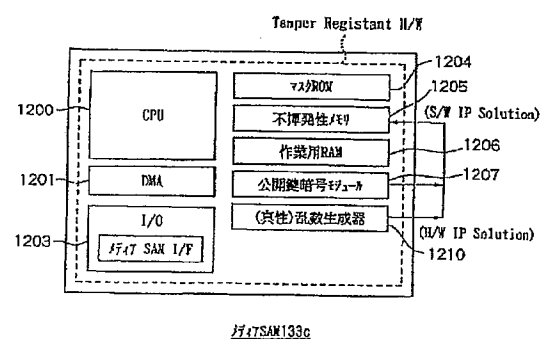 Tamper Registant H/W
1200
CPU
1201
DMA
1203
I/O
メディア SAM I/F
マスクROM
1204
不揮発性メモリ
1205
(S/W IP Solution)
作業用RAM
1206
公開鍵暗号モジュール
1207
(真性)乱数生成器
(H/W IP Solution)
1210
メディアSAM133c